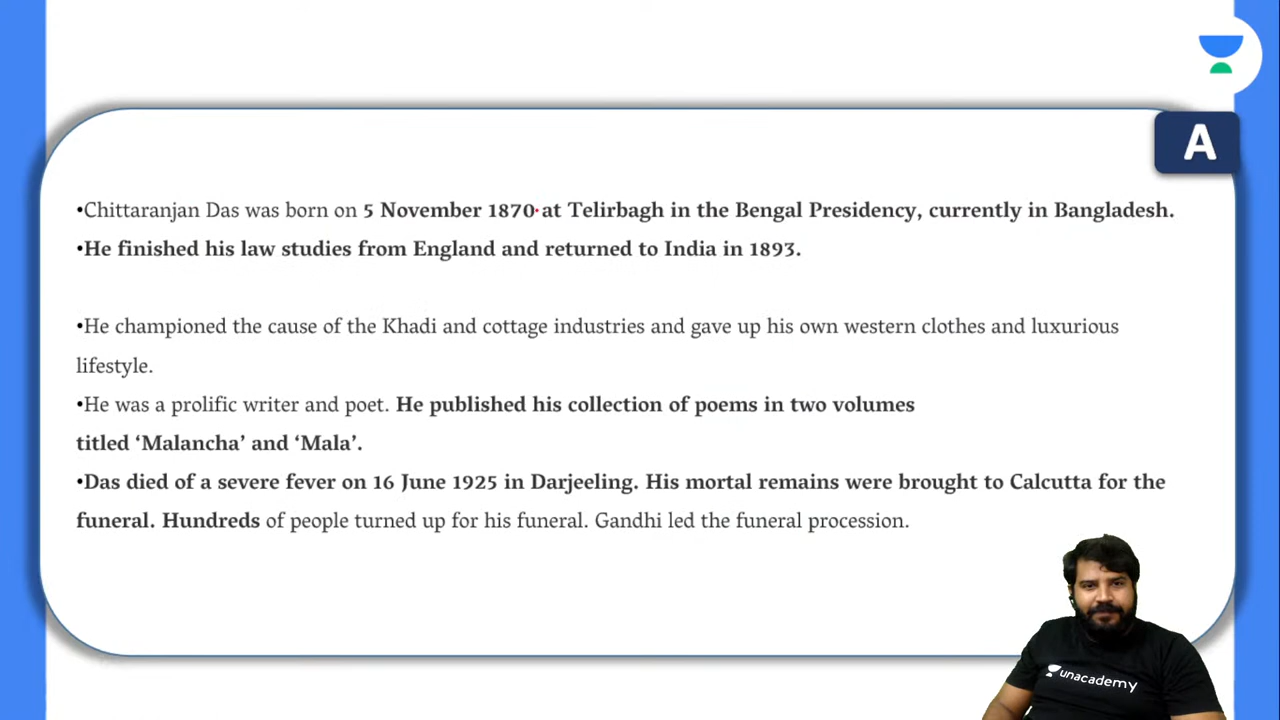 A
•Chittaranjan Das was born on 5 November 1870 at Telirbagh in the Bengal Presidency, currently in Bangladesh.
•He finished his law studies from England and returned to India in 1893.
•He championed the cause of the Khadi and cottage industries and gave up his own western clothes and luxurious
lifestyle.
•He was a prolific writer and poet. He published his collection of poems in two volumes
titled ‘Malancha’ and ‘Mala’.
•Das died of a severe fever on 16 June 1925 in Darjeeling. His mortal remains were brought to Calcutta for the
funeral. Hundreds of people turned up for his funeral. Gandhi led the funeral procession.
unacademy